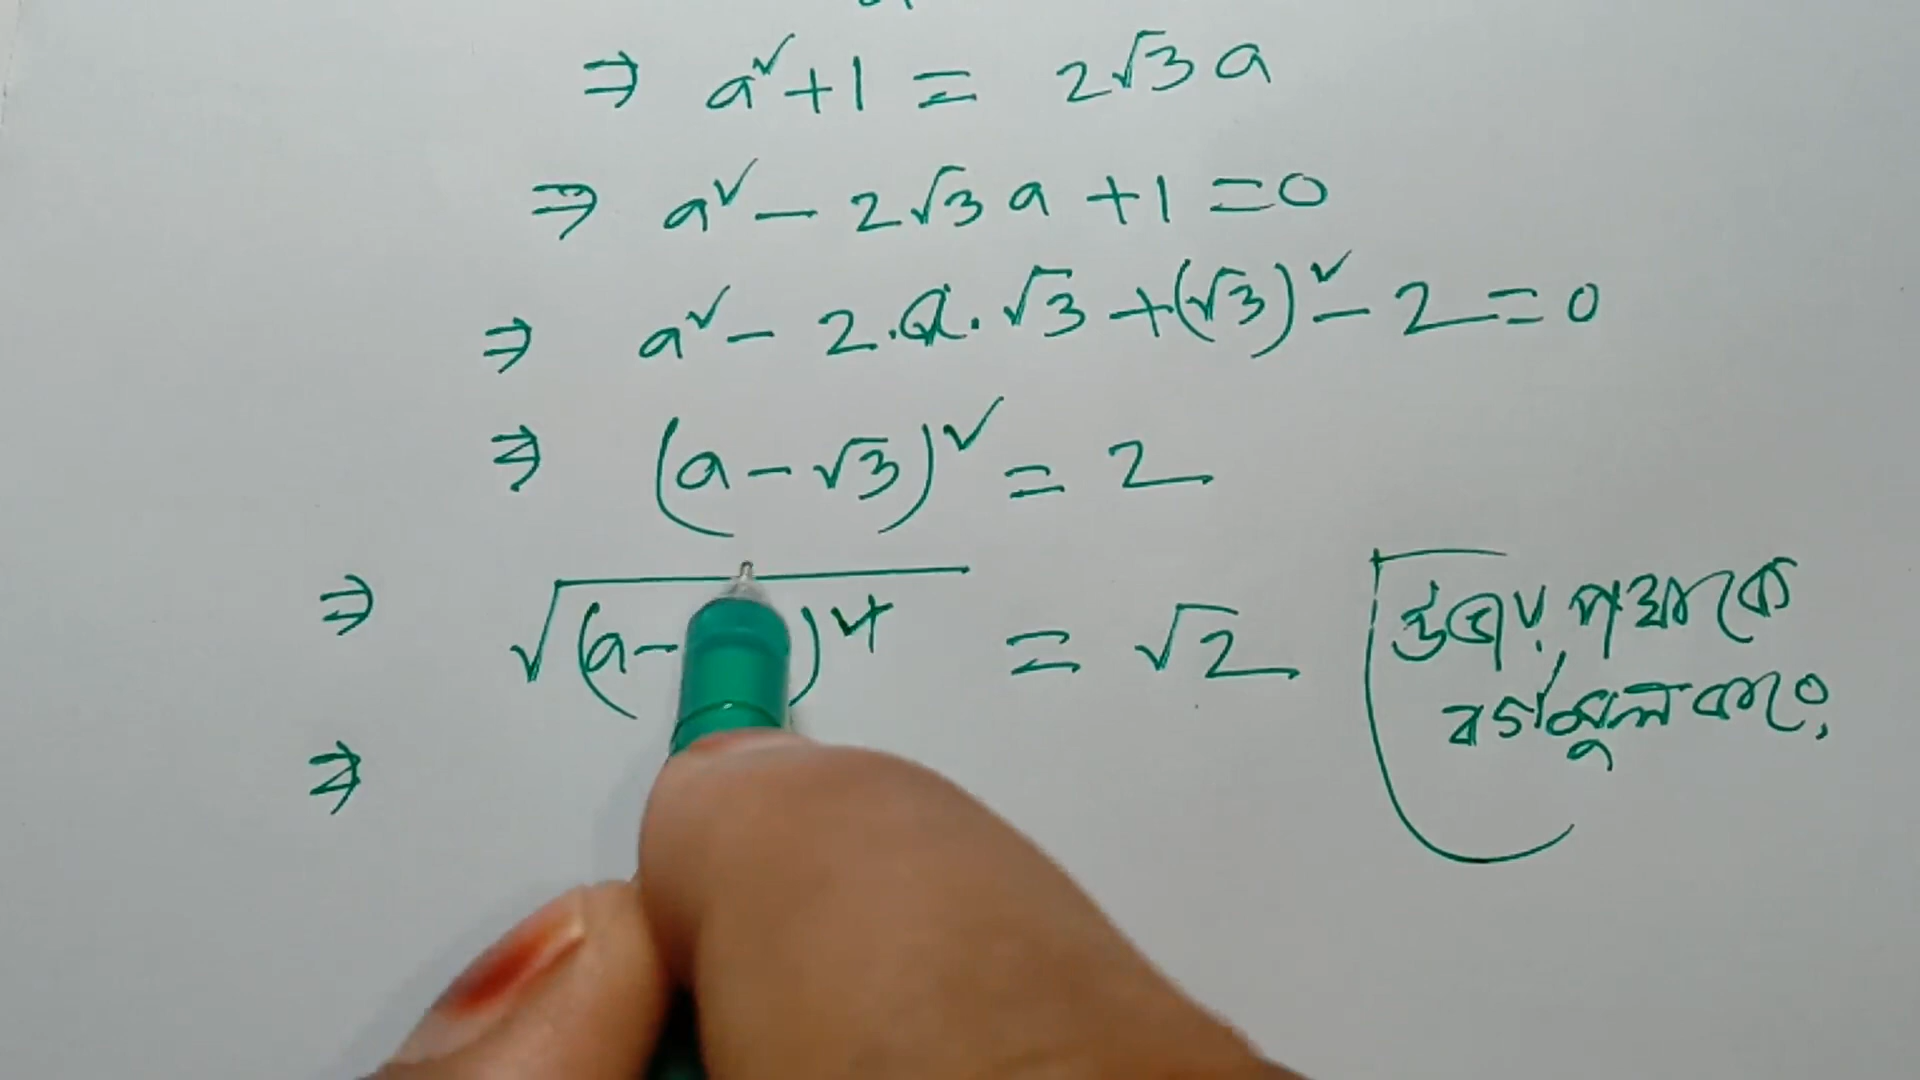 ⇒ a² + 1 = 2√3 a
⇒ a² - 2√3 a + 1 = 0
⇒ a² - 2.a.√3 + (√3)² - 2 = 0
⇒ (a - √3)² = 2
⇒ √(a - )² = √2 [উভয় পক্ষকে
বর্গমূল করে,
⇒